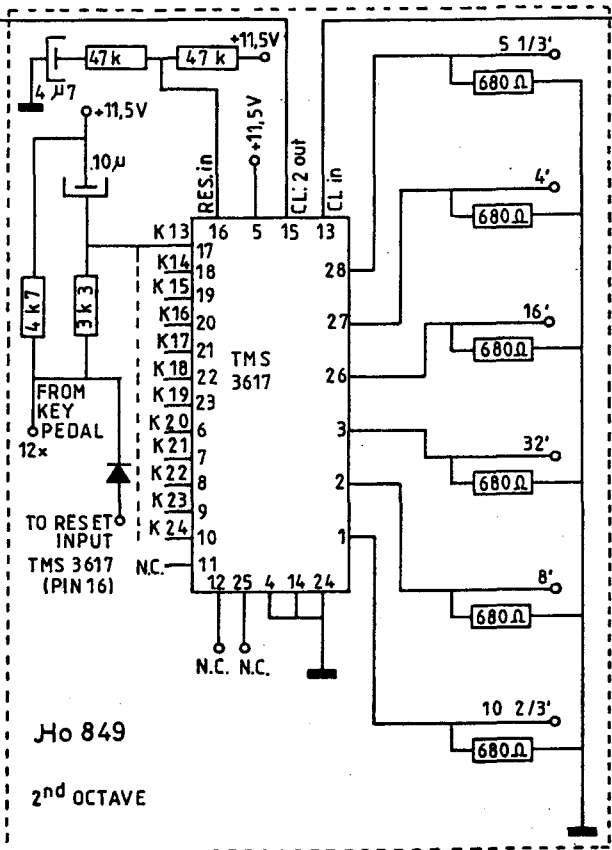 +11,5V
47k
47k
4µ7
+11,5V
.10µ
4k7
3k3
RES.in
+11,5V
CL:2 out
CL in
16 5 15 13
K13 17
K14 18
K15 19
K16 20
K17 21
K18 22
K19 23
K20 6
K21 7
K22 8
K23 9
K24 10
N.C. 11
TMS
3617
28
27
26
3
2
1
12 25 4 14 24
N.C. N.C.
5 1/3'
680Ω
4'
680Ω
16'
680Ω
32'
680Ω
8'
680Ω
10 2/3'
680Ω
FROM
KEY
PEDAL
12x
TO RESET
INPUT
TMS 3617
(PIN 16)
Ho 849
2nd OCTAVE